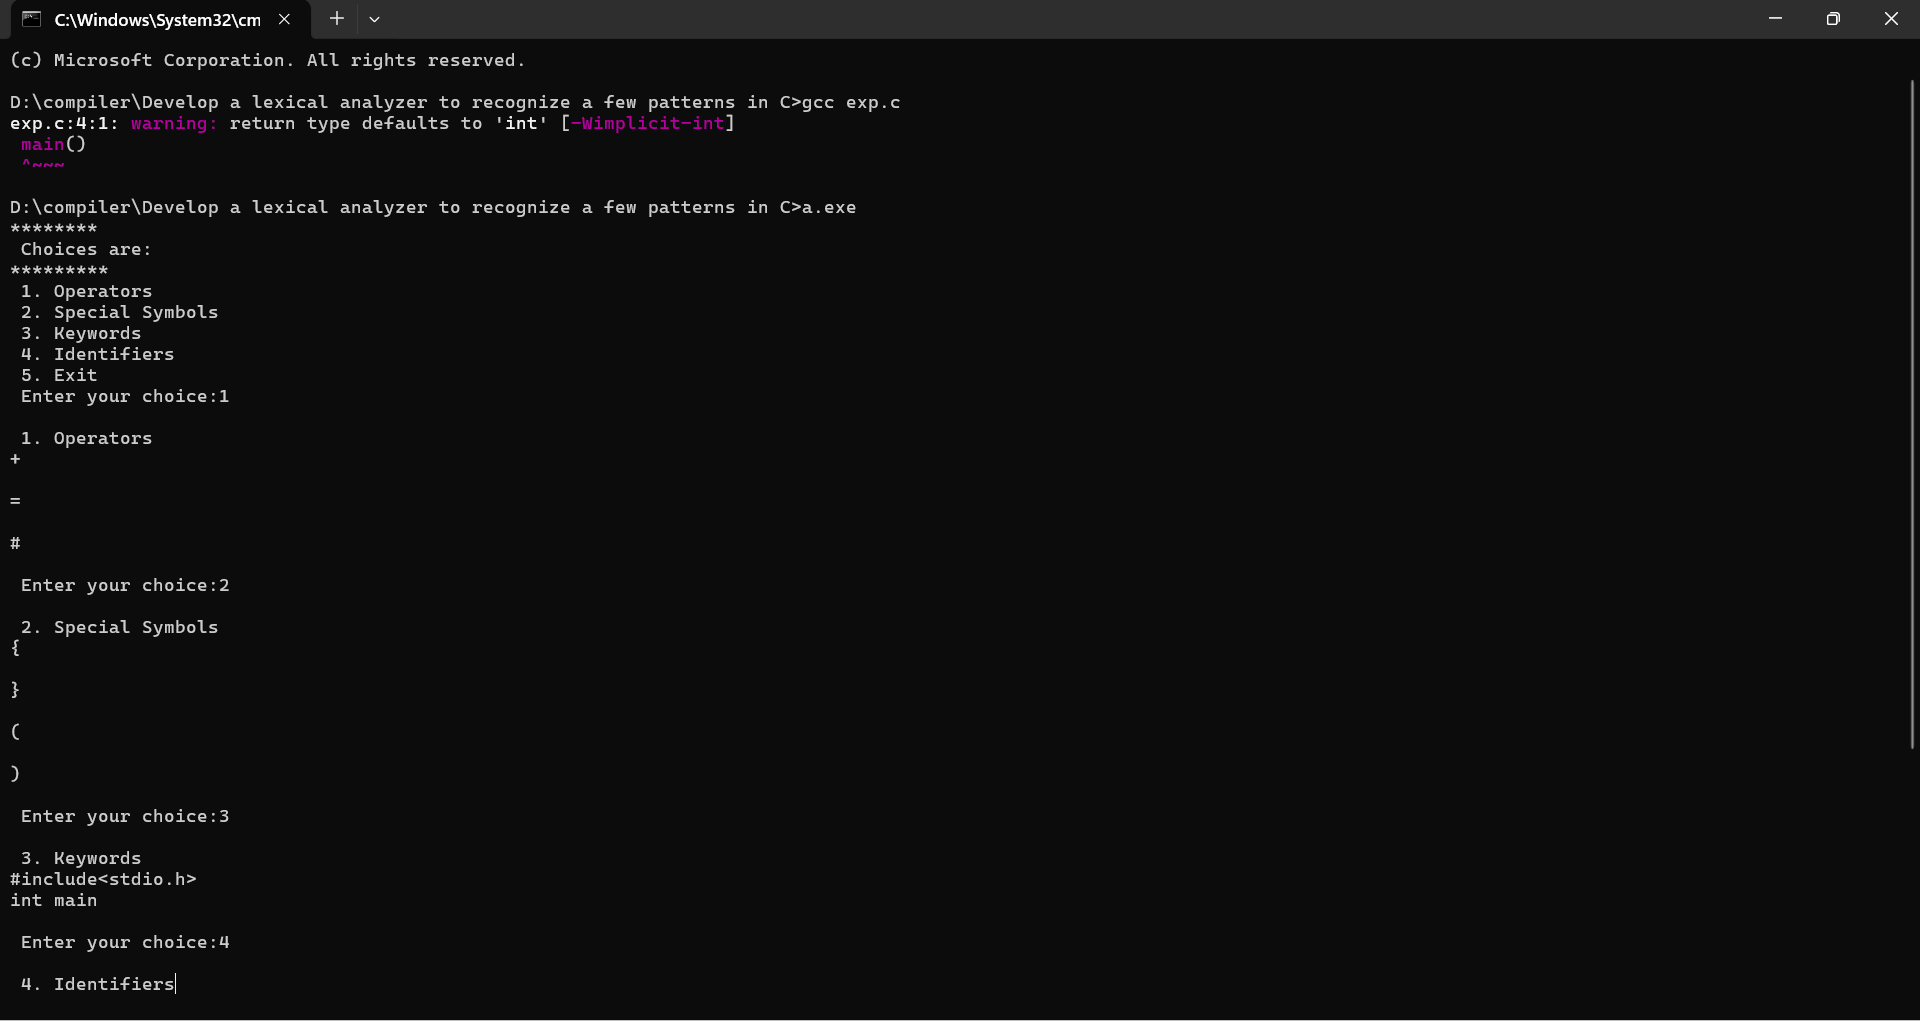 C:\Windows\System32\cm
(c) Microsoft Corporation. All rights reserved.
D:\compiler\Develop a lexical analyzer to recognize a few patterns in C>gcc exp.c
exp.c:4:1: warning: return type defaults to 'int' [-Wimplicit-int]
 main()
 ^~~~
D:\compiler\Develop a lexical analyzer to recognize a few patterns in C>a.exe
********
 Choices are:
*********
 1. Operators
 2. Special Symbols
 3. Keywords
 4. Identifiers
 5. Exit
 Enter your choice:1
 1. Operators
+
=
#
 Enter your choice:2
 2. Special Symbols
{
}
(
)
 Enter your choice:3
 3. Keywords
#include<stdio.h>
int main
 Enter your choice:4
 4. Identifiers